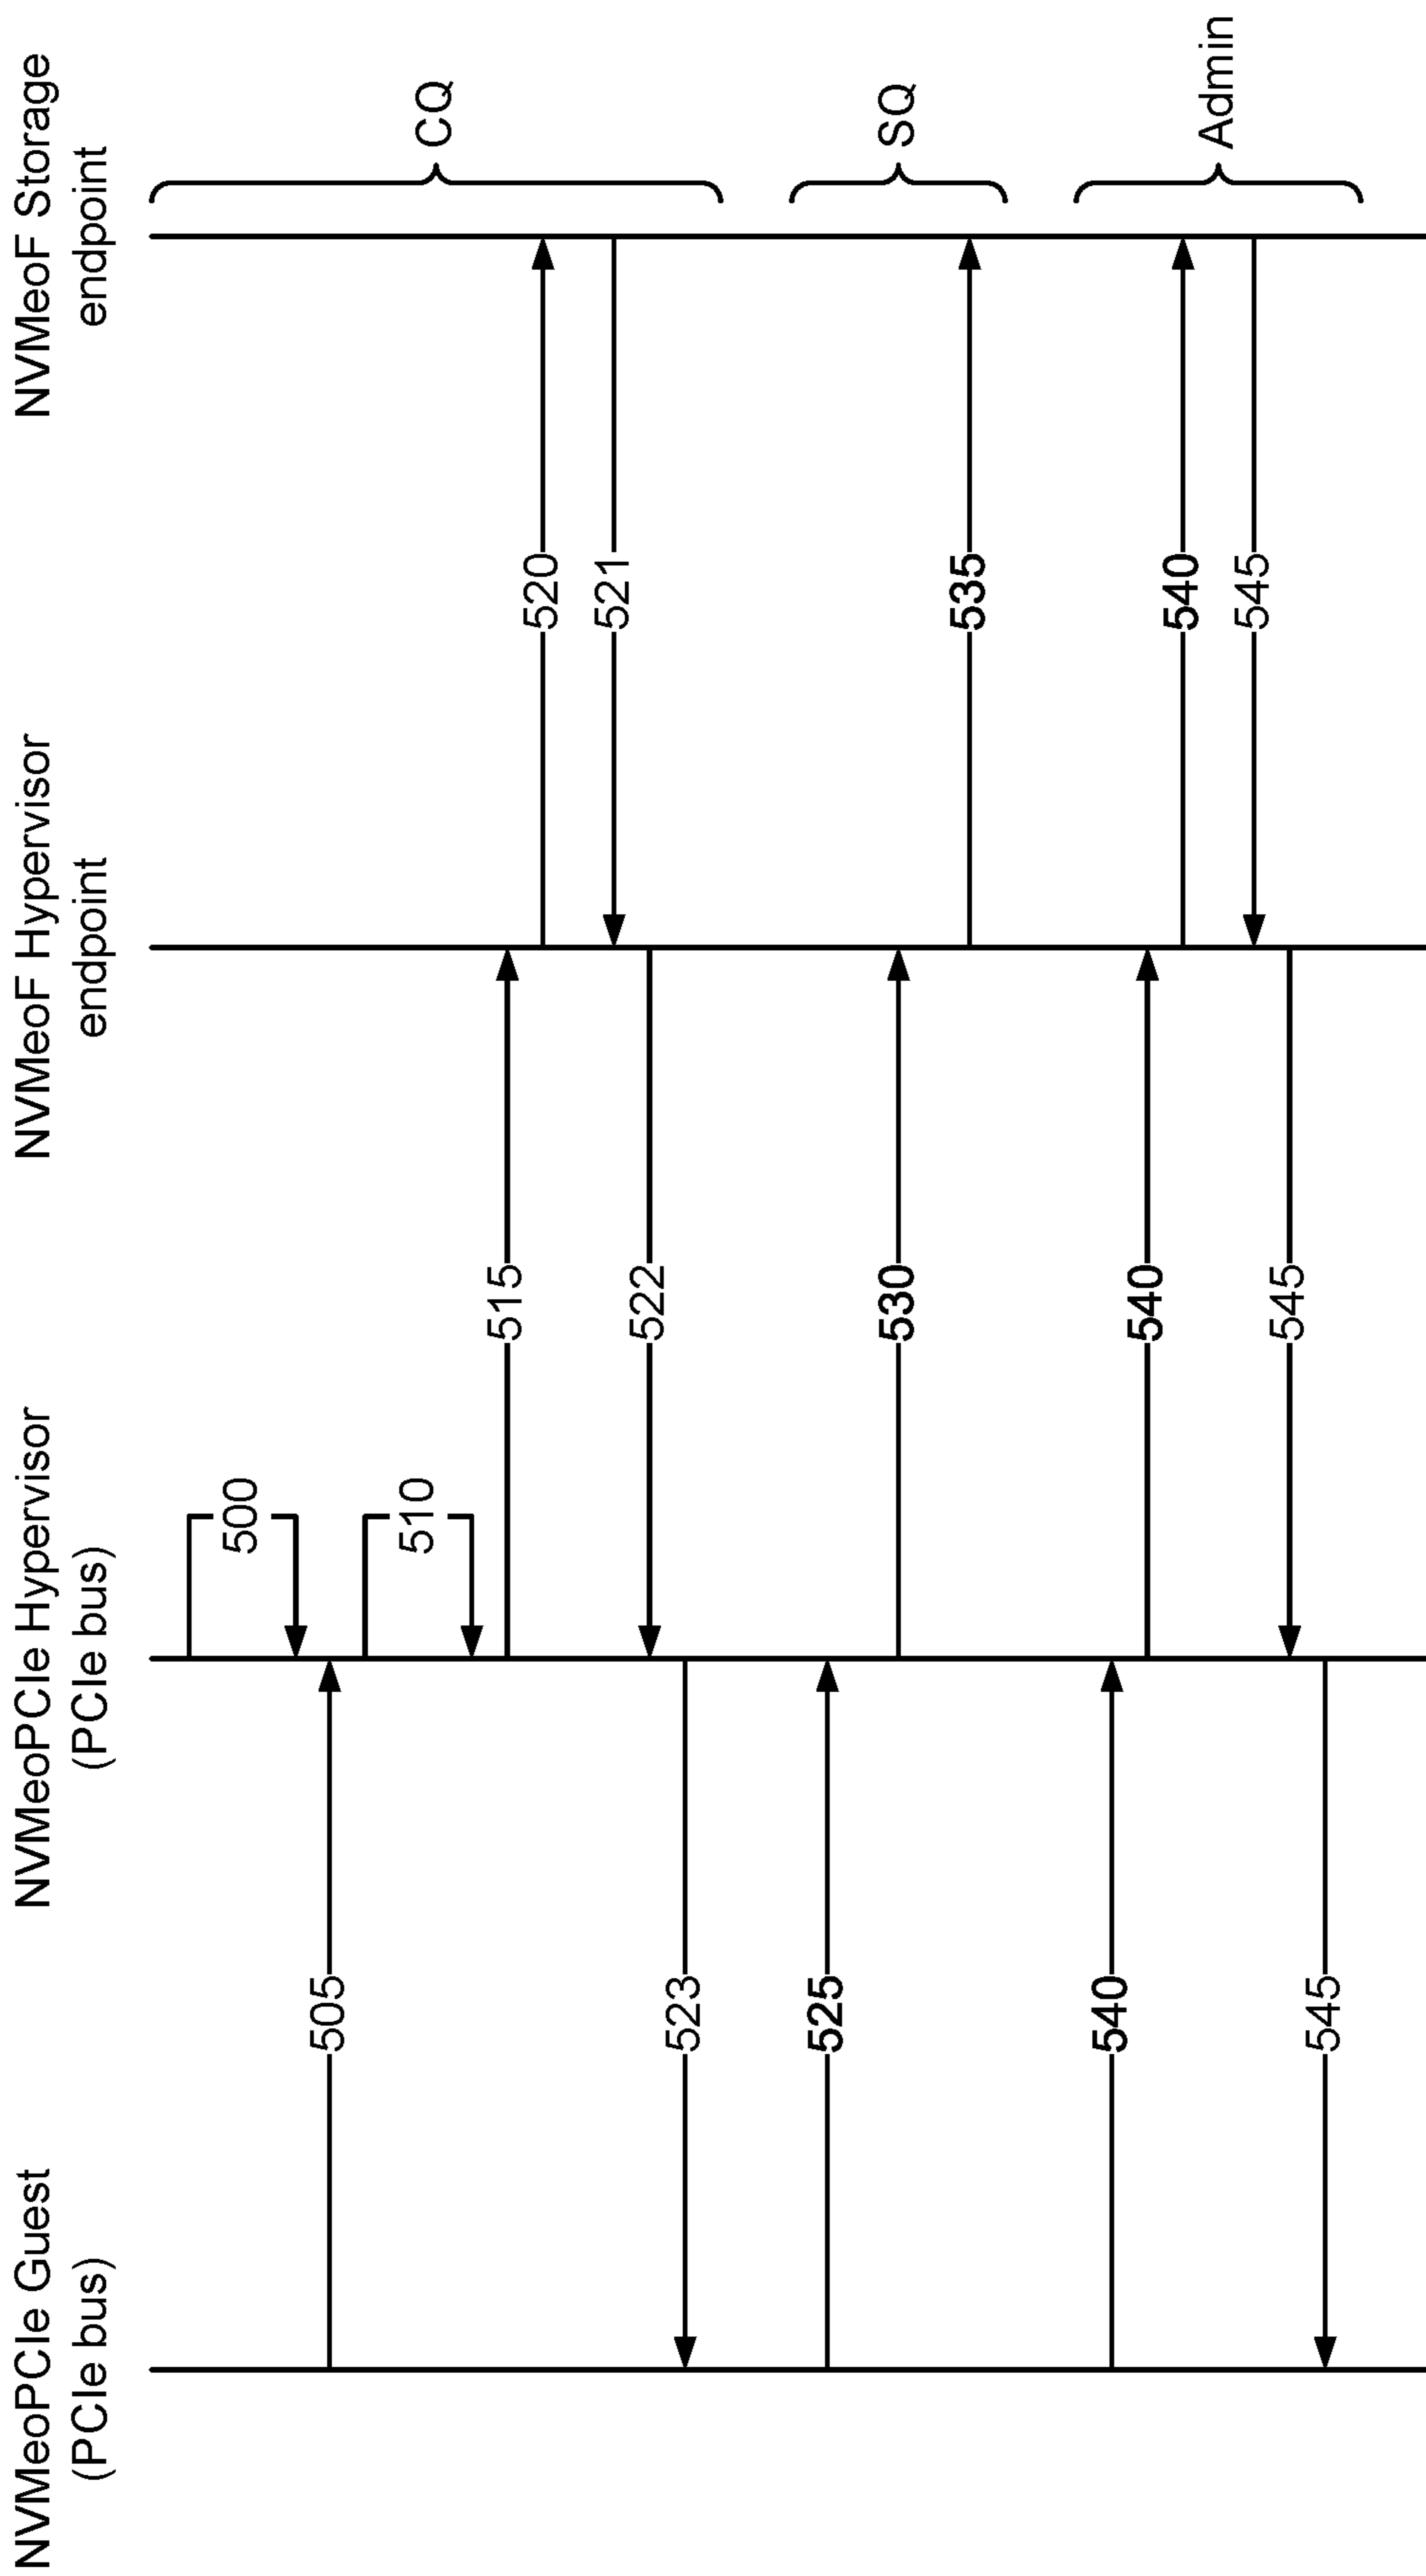 NVMeoPCIe Guest
(PCIe bus)
NVMeoPCIe Hypervisor
(PCIe bus)
NVMeoF Hypervisor
endpoint
NVMeoF Storage
endpoint
500
505
510
515
520
521
522
523
CQ
525
530
535
SQ
540
540
540
545
545
545
Admin